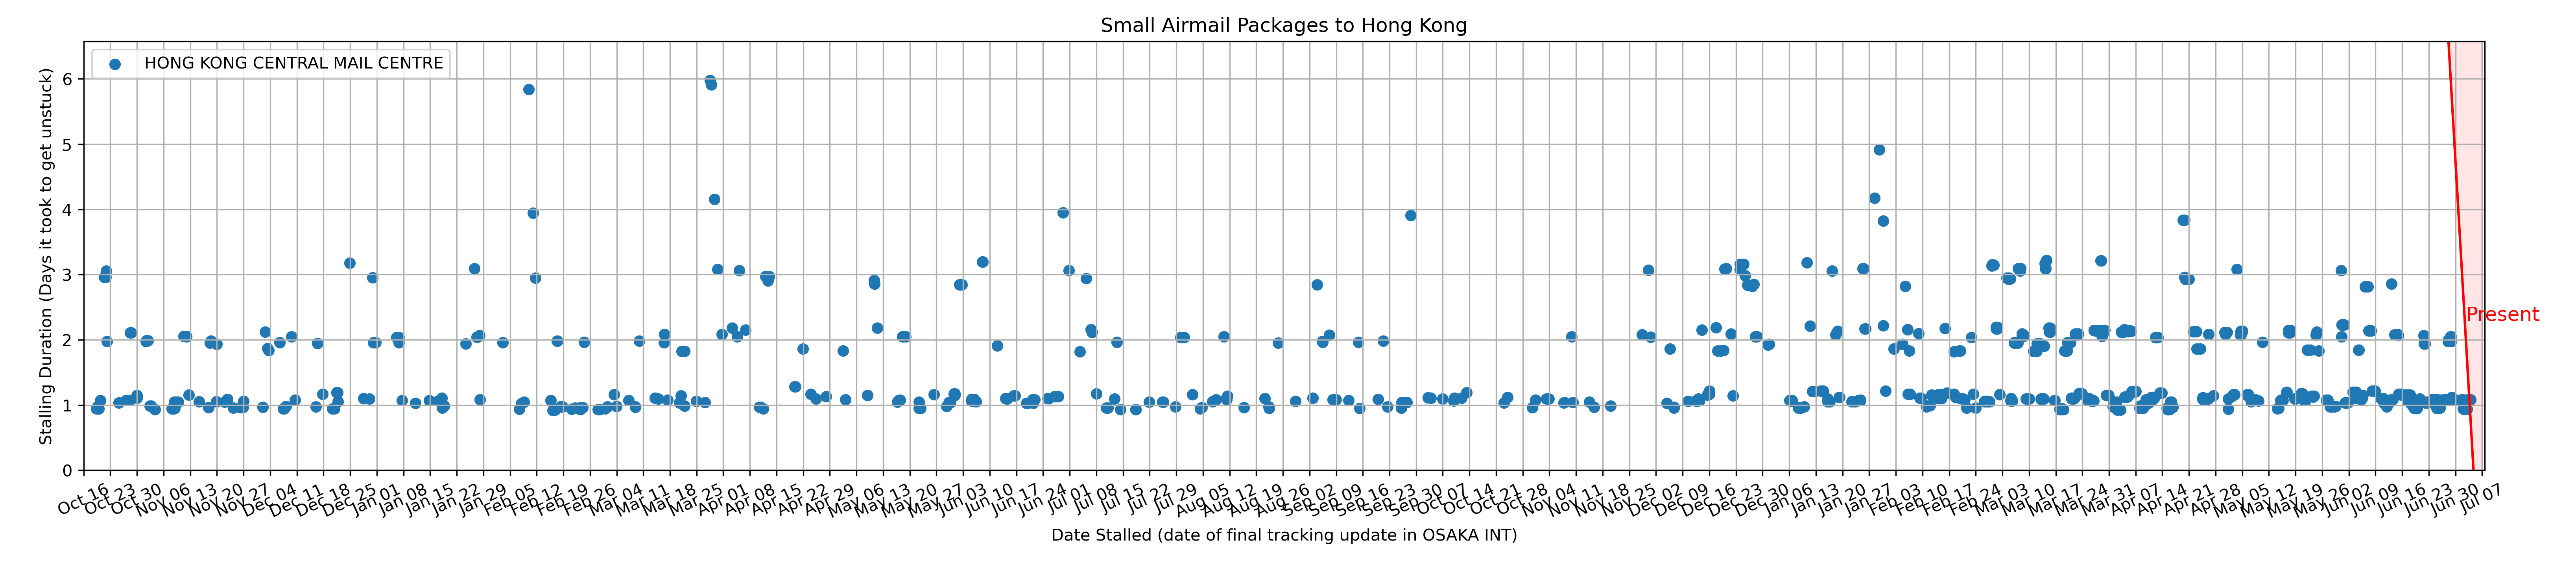 Small Airmail Packages to Hong Kong
HONG KONG CENTRAL MAIL CENTRE
Stalling Duration (Days it took to get unstuck)
6
5
4
3
2
1
0
Present
Oct 16
Oct 23
Oct 30
Nov 06
Nov 13
Nov 20
Nov 27
Dec 04
Dec 11
Dec 18
Dec 25
Jan 01
Jan 08
Jan 15
Jan 22
Jan 29
Feb 05
Feb 12
Feb 19
Feb 26
Mar 04
Mar 11
Mar 18
Mar 25
Apr 01
Apr 08
Apr 15
Apr 22
Apr 29
May 06
May 13
May 20
May 27
Jun 03
Jun 10
Jun 17
Jun 24
Jul 01
Jul 08
Jul 15
Jul 22
Jul 29
Aug 05
Aug 12
Aug 19
Aug 26
Sep 02
Sep 09
Sep 16
Sep 23
Sep 30
Oct 07
Oct 14
Oct 21
Oct 28
Nov 04
Nov 11
Nov 18
Nov 25
Dec 02
Dec 09
Dec 16
Dec 23
Dec 30
Jan 06
Jan 13
Jan 20
Jan 27
Feb 03
Feb 10
Feb 17
Feb 24
Mar 03
Mar 10
Mar 17
Mar 24
Mar 31
Apr 07
Apr 14
Apr 21
Apr 28
May 05
May 12
May 19
May 26
Jun 02
Jun 09
Jun 16
Jun 23
Jun 30
Jul 07
Date Stalled (date of final tracking update in OSAKA INT)